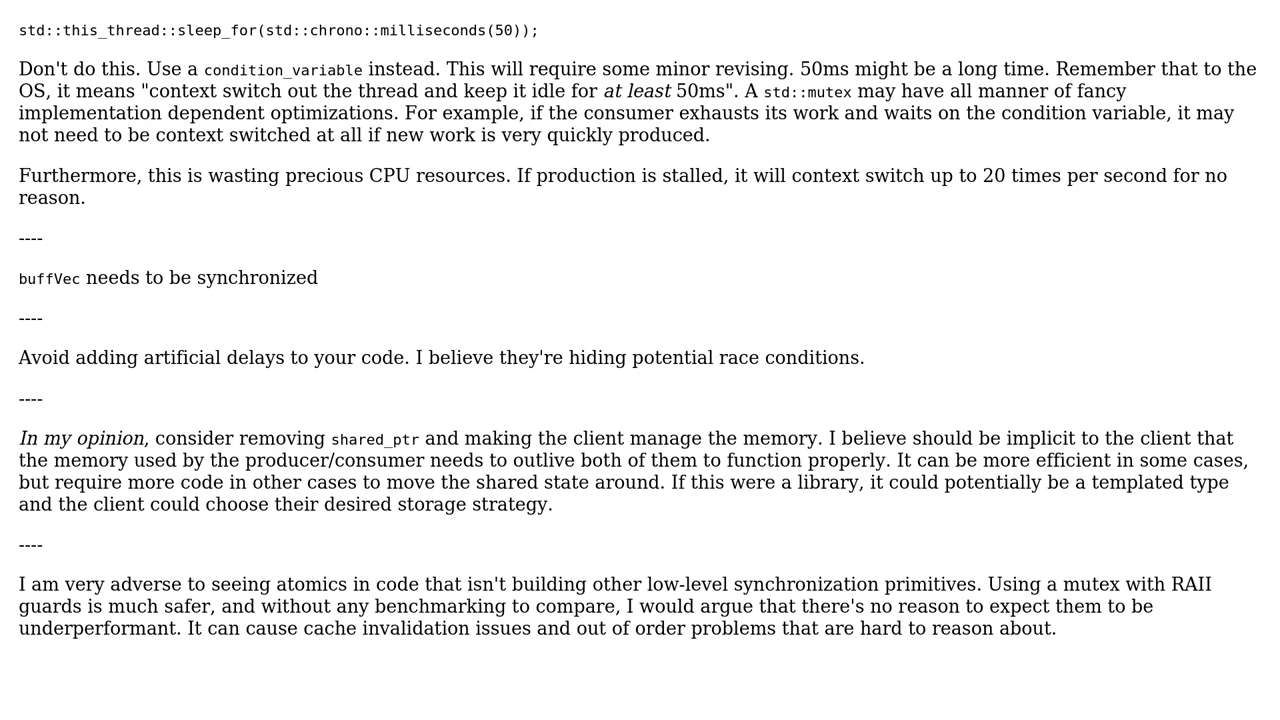 std::this_thread::sleep_for(std::chrono::milliseconds(50));
Don't do this. Use a condition_variable instead. This will require some minor revising. 50ms might be a long time. Remember that to the
OS, it means "context switch out the thread and keep it idle for at least 50ms". A std::mutex may have all manner of fancy
implementation dependent optimizations. For example, if the consumer exhausts its work and waits on the condition variable, it may
not need to be context switched at all if new work is very quickly produced.
Furthermore, this is wasting precious CPU resources. If production is stalled, it will context switch up to 20 times per second for no
reason.
----
buffVec needs to be synchronized
----
Avoid adding artificial delays to your code. I believe they're hiding potential race conditions.
----
In my opinion, consider removing shared_ptr and making the client manage the memory. I believe should be implicit to the client that
the memory used by the producer/consumer needs to outlive both of them to function properly. It can be more efficient in some cases,
but require more code in other cases to move the shared state around. If this were a library, it could potentially be a templated type
and the client could choose their desired storage strategy.
----
I am very adverse to seeing atomics in code that isn't building other low-level synchronization primitives. Using a mutex with RAII
guards is much safer, and without any benchmarking to compare, I would argue that there's no reason to expect them to be
underperformant. It can cause cache invalidation issues and out of order problems that are hard to reason about.